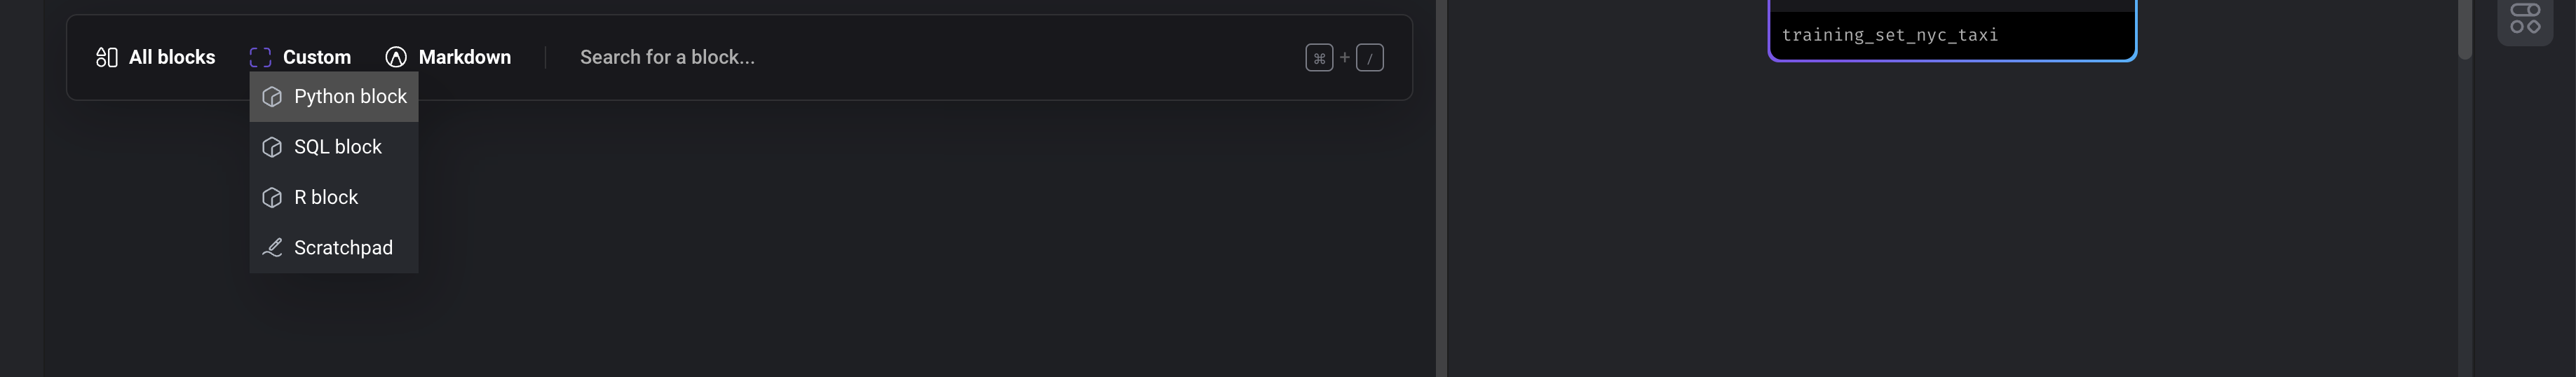 All blocks Custom Markdown Search for a block... ⌘ + /
Python block
SQL block
R block
Scratchpad
training_set_nyc_taxi